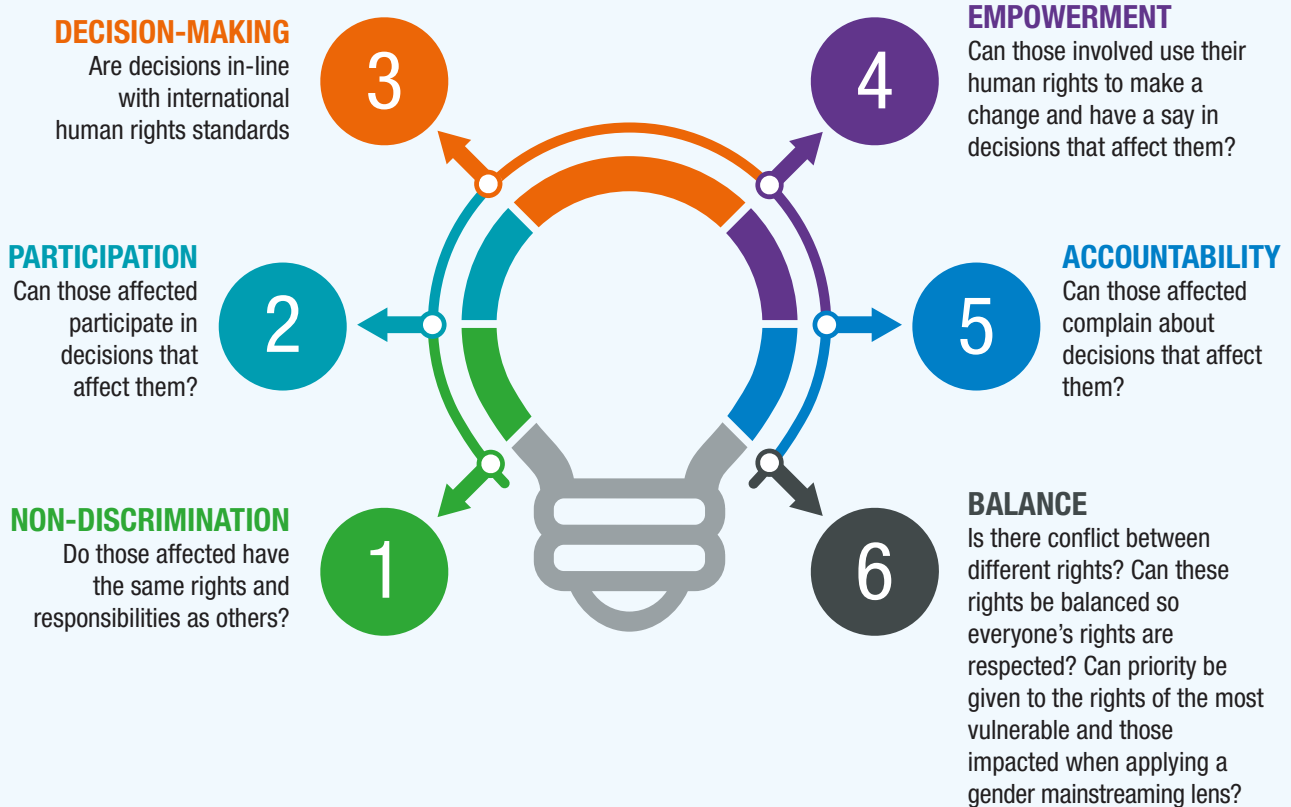 DECISION-MAKING
Are decisions in-line
with international
human rights standards
3
4
EMPOWERMENT
Can those involved use their
human rights to make a
change and have a say in
decisions that affect them?
PARTICIPATION
Can those affected
participate in
decisions that
affect them?
2
5
ACCOUNTABILITY
Can those affected
complain about
decisions that affect
them?
NON-DISCRIMINATION
Do those affected have
the same rights and
responsibilities as others?
1
6
BALANCE
Is there conflict between
different rights? Can these
rights be balanced so
everyone’s rights are
respected? Can priority be
given to the rights of the most
vulnerable and those
impacted when applying a
gender mainstreaming lens?